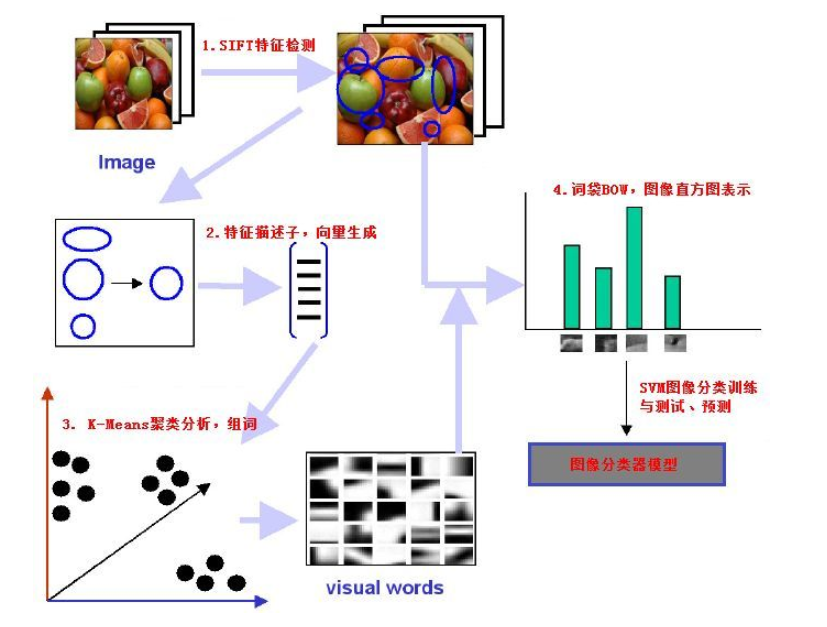 1.SIFT特征检测
Image
4.词袋BOW，图像直方图表示
2.特征描述子，向量生成
SVM图像分类训练
与测试、预测
3. K-Means聚类分析，组词
图像分类器模型
visual words